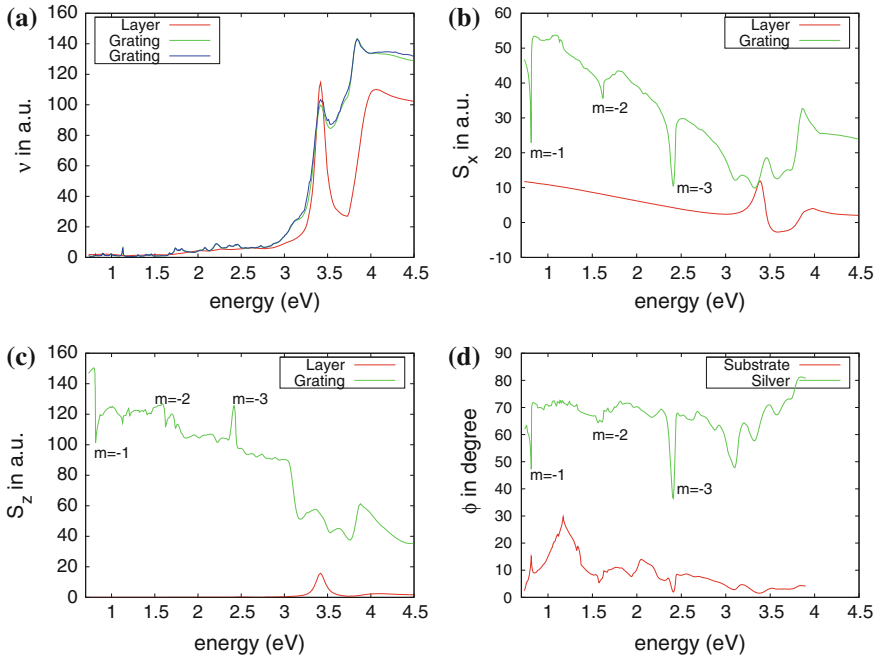 (a)
Layer
Grating
Grating
ν in a.u.
160
140
120
100
80
60
40
20
0
1 1.5 2 2.5 3 3.5 4 4.5
energy (eV)
(b)
Layer
Grating
S_x in a.u.
60
50
40
30
20
10
0
-10
m=-1
m=-2
m=-3
1 1.5 2 2.5 3 3.5 4 4.5
energy (eV)
(c)
Layer
Grating
S_z in a.u.
160
140
120
100
80
60
40
20
0
m=-1
m=-2
m=-3
1 1.5 2 2.5 3 3.5 4 4.5
energy (eV)
(d)
Substrate
Silver
ϕ in degree
90
80
70
60
50
40
30
20
10
0
m=-1
m=-2
m=-3
1 1.5 2 2.5 3 3.5 4 4.5
energy (eV)